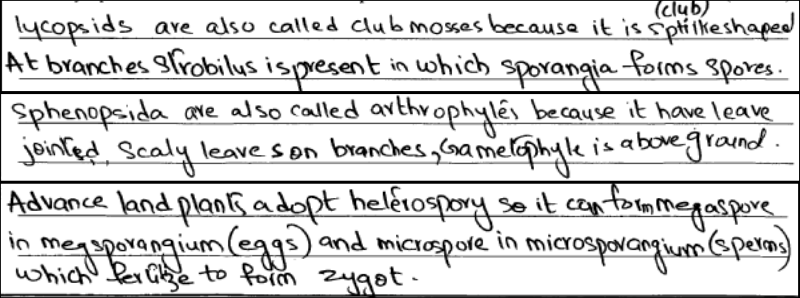 (club)
lycopsids are also called club mosses because it is shaped
At branches strobilus is present in which sporangia forms spores.
Sphenopsida are also called arthrophytes because it have leave
jointed, scaly leaves on branches, Gametophyte is above ground.
Advance land plants adopt heterospory so it can form megaspore
in megsporangium (eggs) and microspore in microsporangium (sperms)
which fertilize to form zygot.